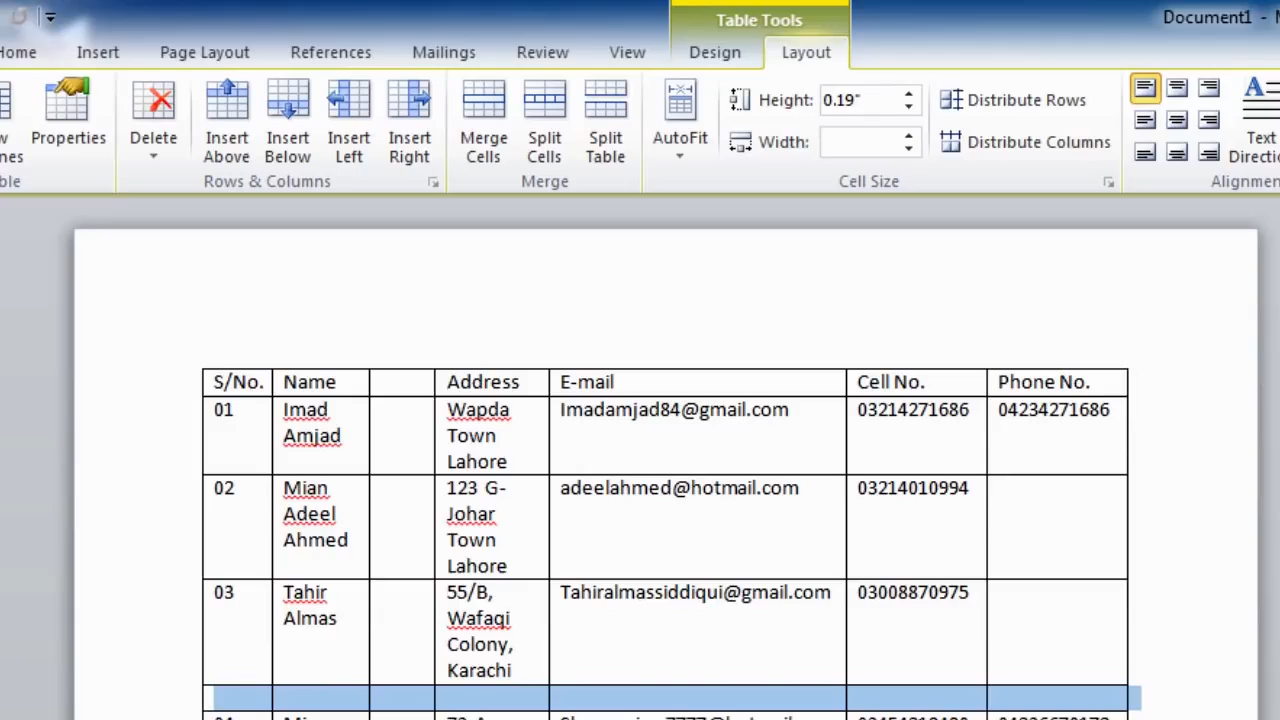 Document1 -
Table Tools
Insert Page Layout References Mailings Review View Design Layout
Properties
Delete
Insert Above
Insert Below
Insert Left
Insert Right
Merge Cells
Split Cells
Split Table
AutoFit
Height: 0.19"
Width:
Distribute Rows
Distribute Columns
Text
Rows & Columns
Merge
Cell Size
S/No. Name Address E-mail Cell No. Phone No.
01 Imad Wapda Imadamjad84@gmail.com 03214271686 04234271686
Amjad Town
Lahore
02 Mian 123 G- adeelahmed@hotmail.com 03214010994
Adeel Johar
Ahmed Town
Lahore
03 Tahir 55/B, Tahiralmassiddiqui@gmail.com 03008870975
Almas Wafaqi
Colony,
Karachi